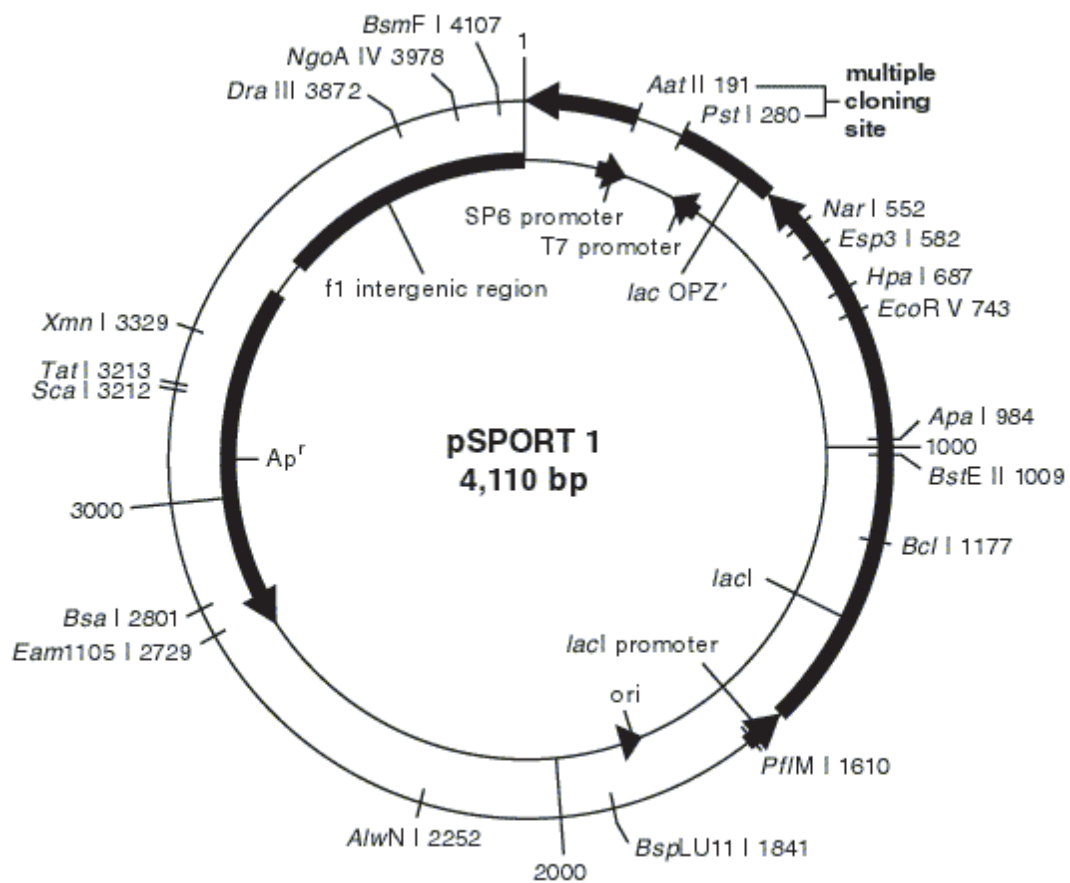 BsmF I 4107
1
NgoA IV 3978
Dra III 3872
Aat II 191
Pst I 280
multiple
cloning
site
SP6 promoter
T7 promoter
lac OPZ′
f1 intergenic region
Nar I 552
Esp3 I 582
Hpa I 687
EcoR V 743
Xmn I 3329
Tat I 3213
Sca I 3212
pSPORT 1
4,110 bp
Apr
Apa I 984
1000
BstE II 1009
3000
Bcl I 1177
lacI
Bsa I 2801
Eam1105 I 2729
lacI promoter
ori
PflM I 1610
AlwN I 2252
BspLU11 I 1841
2000